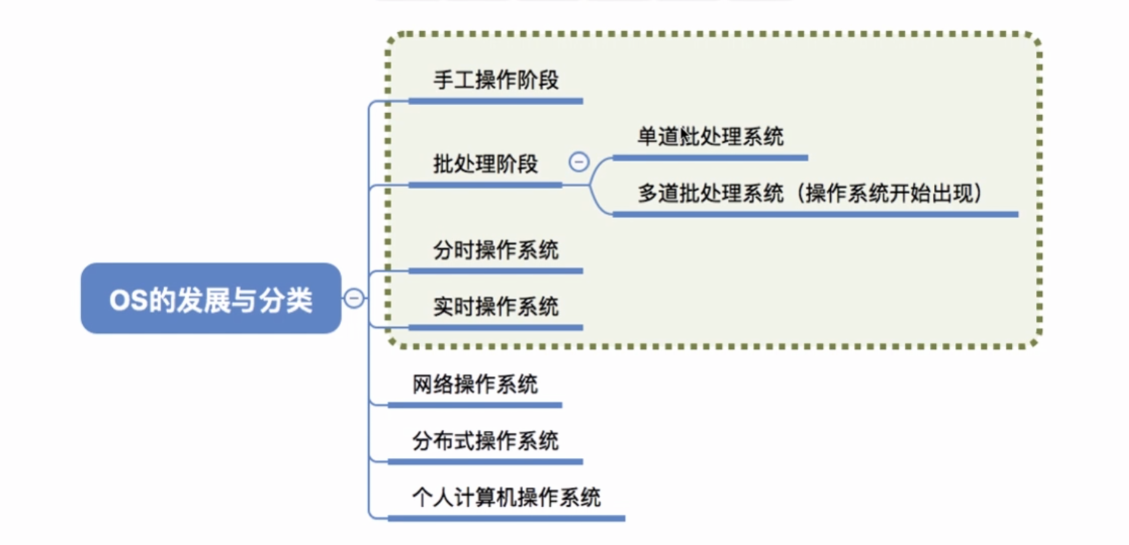 手工操作阶段
单道批处理系统
批处理阶段
多道批处理系统（操作系统开始出现）
分时操作系统
OS的发展与分类
实时操作系统
网络操作系统
分布式操作系统
个人计算机操作系统